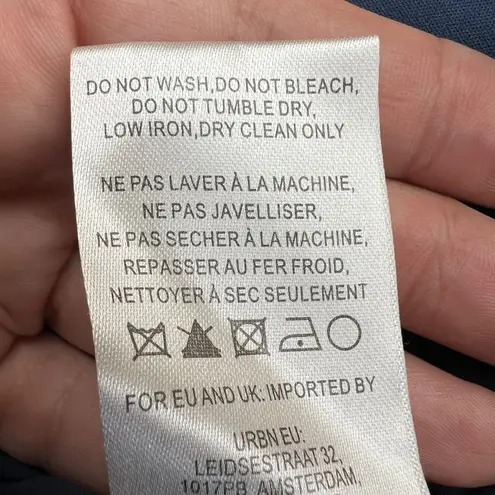 DO NOT WASH,DO NOT BLEACH,
DO NOT TUMBLE DRY,
LOW IRON,DRY CLEAN ONLY
NE PAS LAVER À LA MACHINE,
NE PAS JAVELLISER,
NE PAS SECHER À LA MACHINE,
REPASSER AU FER FROID,
NETTOYER À SEC SEULEMENT
FOR EU AND UK: IMPORTED BY
URBN EU:
LEIDSESTRAAT 32,
1017PB, AMSTERDAM,